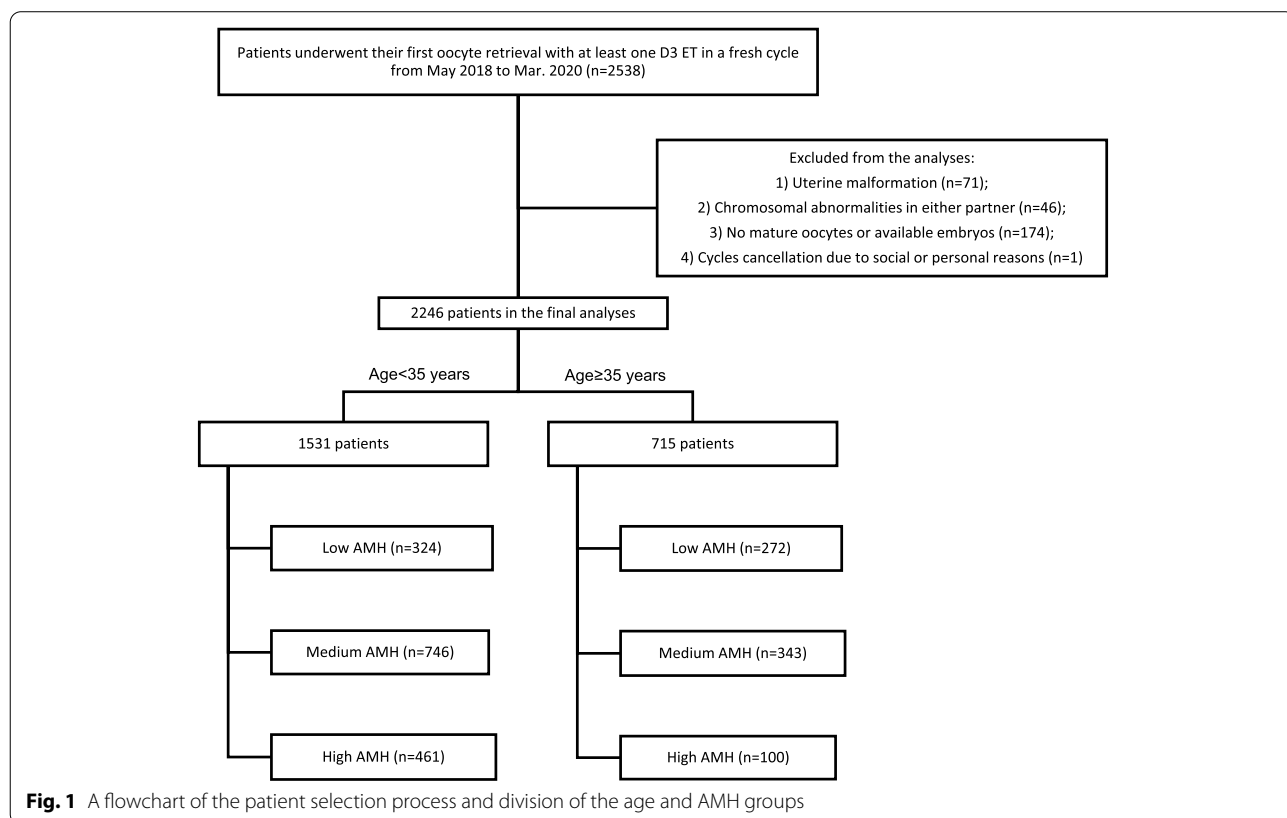 Patients underwent their first oocyte retrieval with at least one D3 ET in a fresh cycle
from May 2018 to Mar. 2020 (n=2538)
Excluded from the analyses:
1) Uterine malformation (n=71);
2) Chromosomal abnormalities in either partner (n=46);
3) No mature oocytes or available embryos (n=174);
4) Cycles cancellation due to social or personal reasons (n=1)
2246 patients in the final analyses
Age<35 years
Age≥35 years
1531 patients
715 patients
Low AMH (n=324)
Low AMH (n=272)
Medium AMH (n=746)
Medium AMH (n=343)
High AMH (n=461)
High AMH (n=100)
Fig. 1 A flowchart of the patient selection process and division of the age and AMH groups